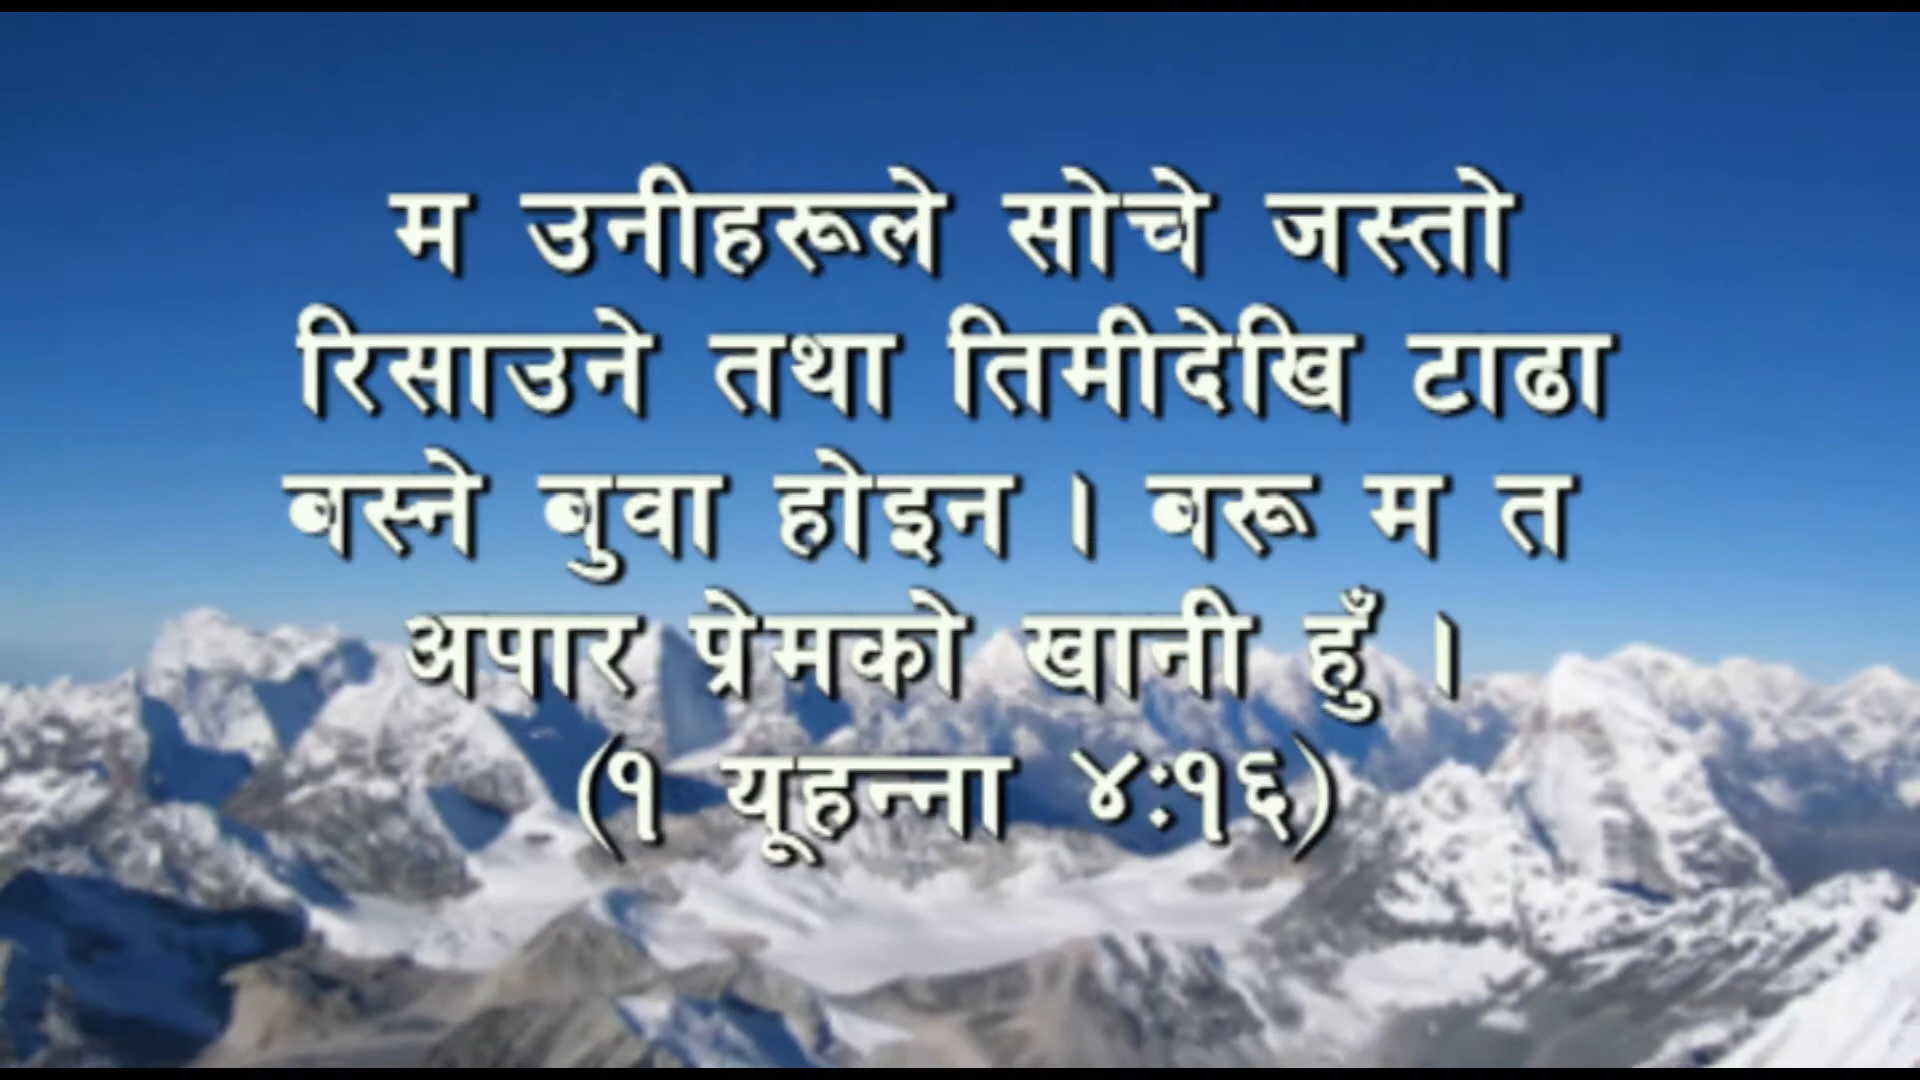 म उनीहरूले सोचे जस्तो
रिसाउने तथा तिमीदेखि टाढा
बस्ने बुवा होइन । बरू म त
अपार प्रेमको खानी हुँ ।
(१ यूहन्ना ४:१६)